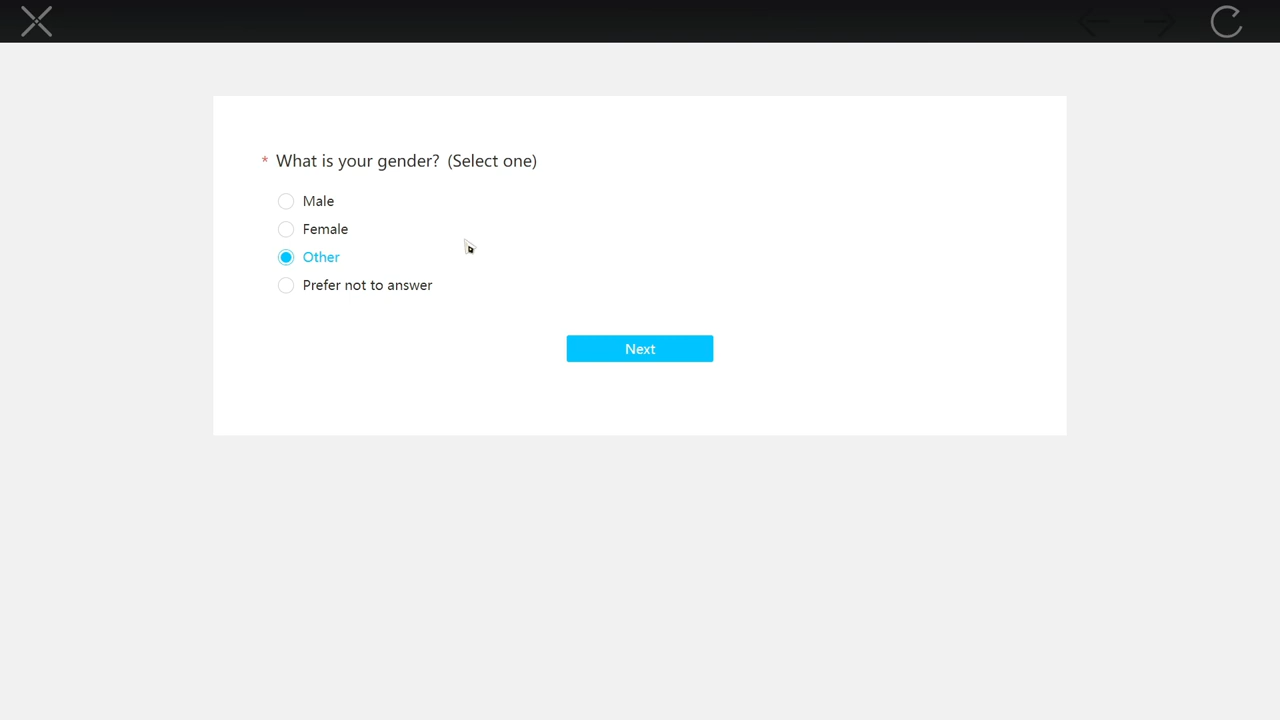 * What is your gender? (Select one)
Male
Female
Other
Prefer not to answer
Next